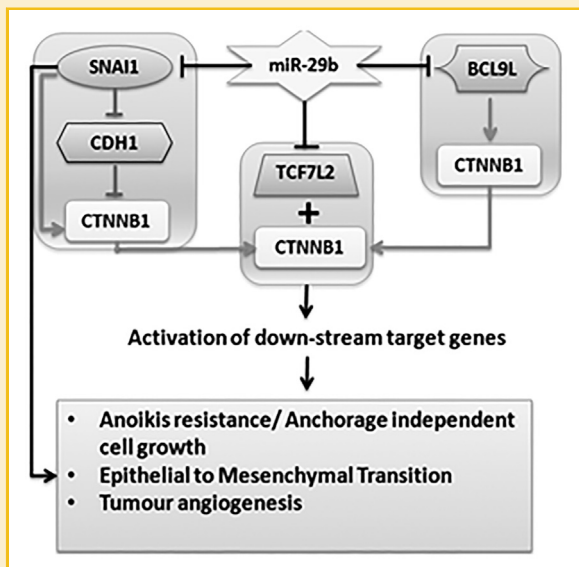 SNAI1
miR-29b
BCL9L
CDH1
TCF7L2
CTNNB1
CTNNB1
+
CTNNB1
Activation of down-stream target genes
• Anoikis resistance/ Anchorage independent
cell growth
• Epithelial to Mesenchymal Transition
• Tumour angiogenesis